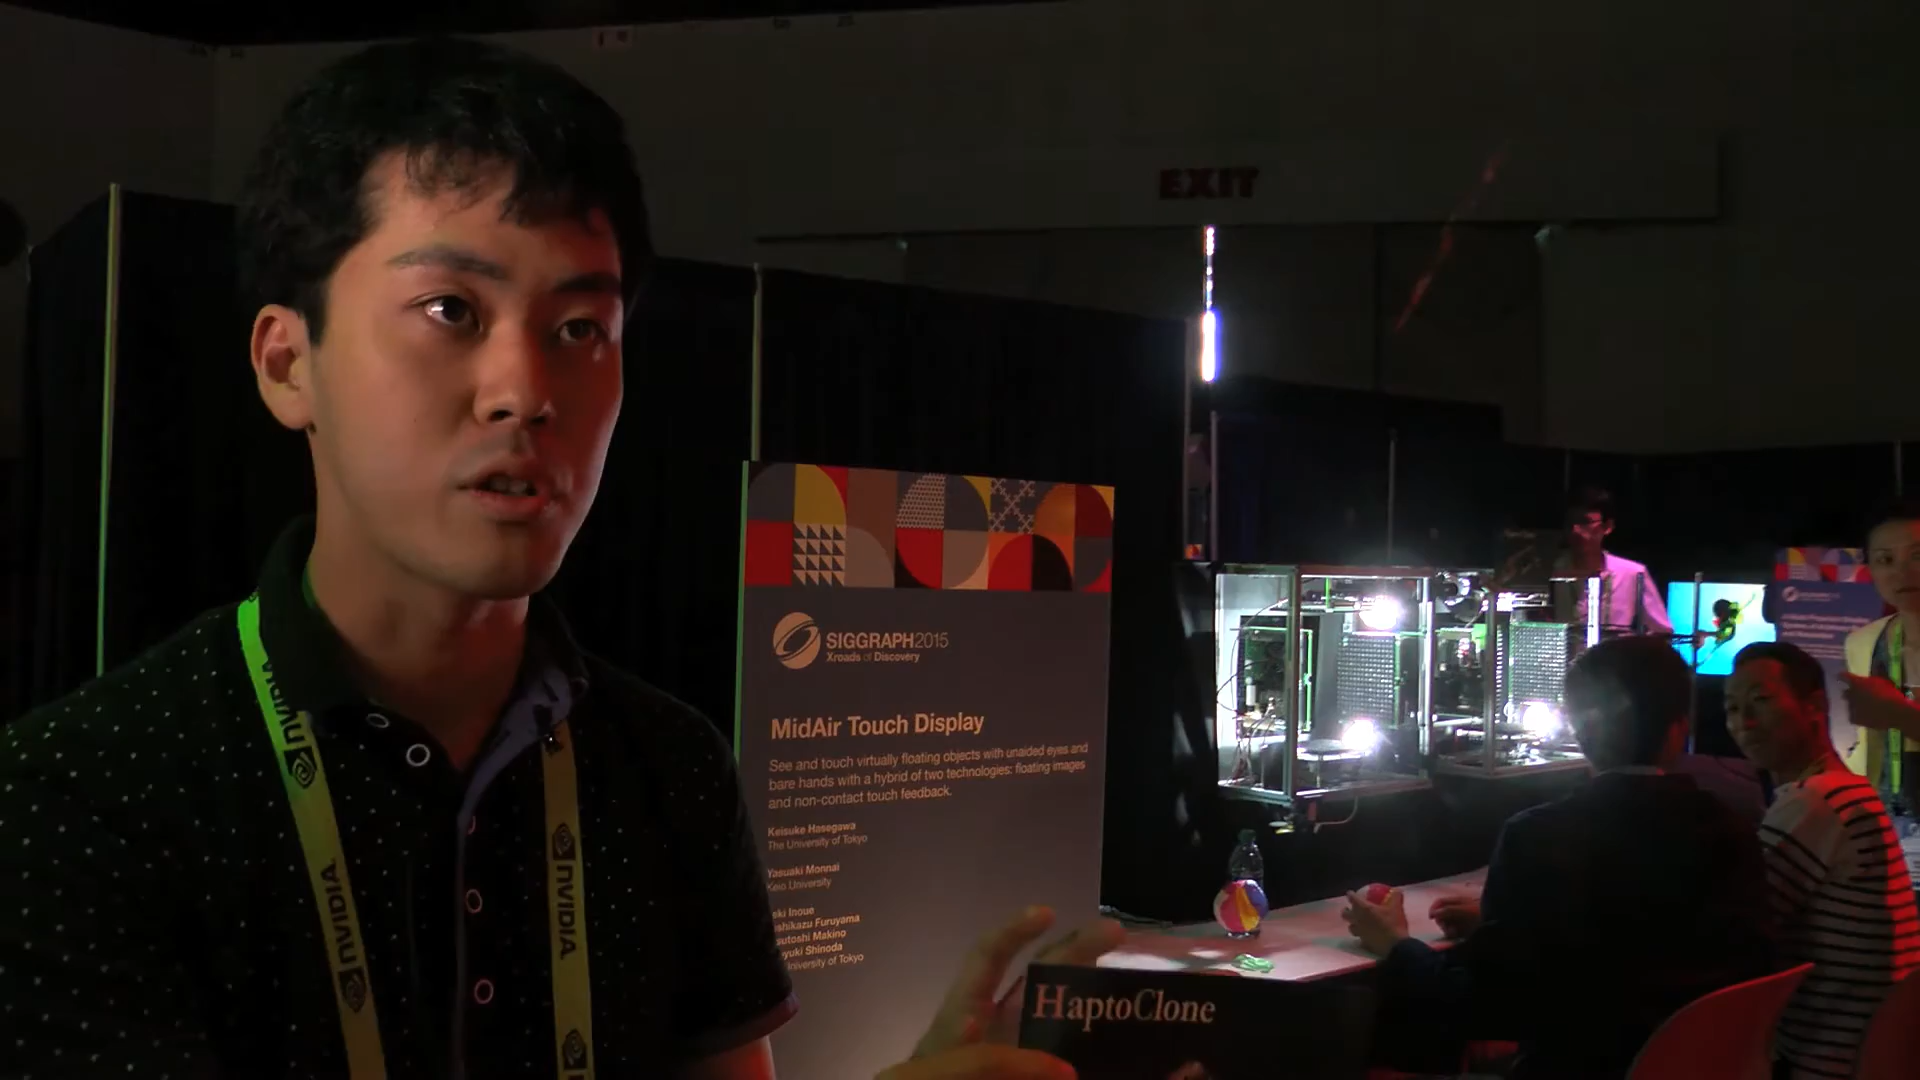 EXIT
SIGGRAPH2015
Xroads of Discovery
MidAir Touch Display
See and touch virtually floating objects with unaided eyes and
bare hands with a hybrid of two technologies: floating images
and non-contact touch feedback.
Keisuke Hasegawa
The University of Tokyo
Yasuaki Monnai
Keio University
Inoue
Furuyama
Makino
Shinoda
University of Tokyo
HaptoClone
NVIDIA
NVIDIA
NVIDIA